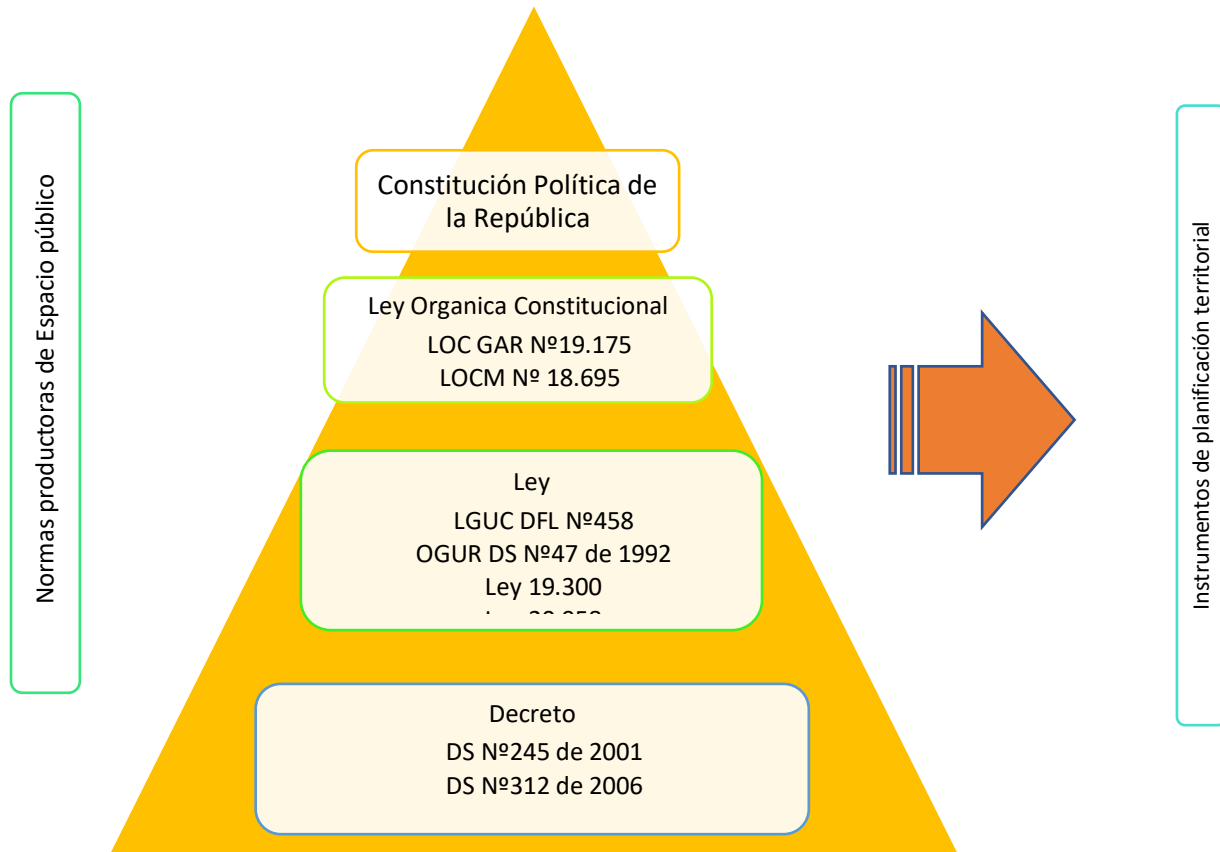 Normas productoras de Espacio público
Constitución Política de
la República
Ley Organica Constitucional
LOC GAR Nº19.175
LOCM Nº 18.695
Ley
LGUC DFL Nº458
OGUR DS Nº47 de 1992
Ley 19.300
Decreto
DS Nº245 de 2001
DS Nº312 de 2006
Instrumentos de planificación territorial